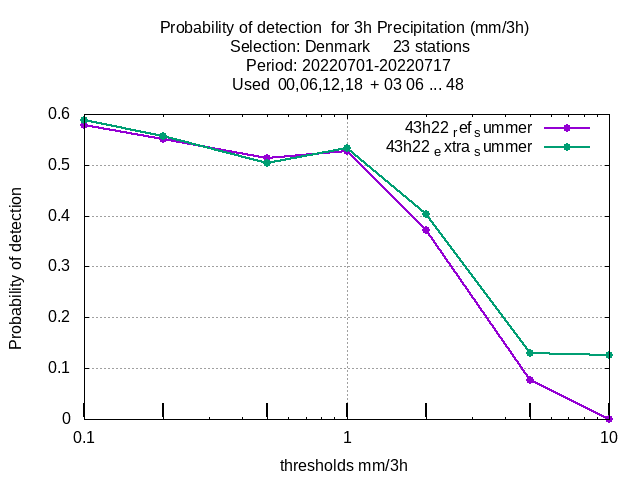 Probability of detection  for 3h Precipitation (mm/3h)
Selection: Denmark     23 stations
Period: 20220701-20220717
Used  00,06,12,18  + 03 06 ... 48
43h22 ref summer
43h22 extra summer
Probability of detection
0.6
0.5
0.4
0.3
0.2
0.1
0
0.1
1
10
thresholds mm/3h